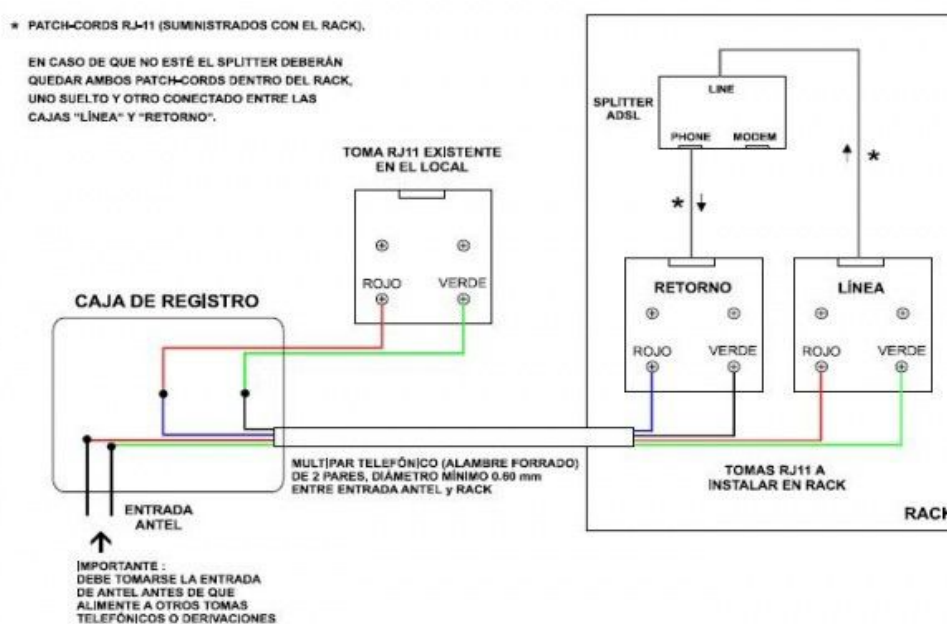 * PATCH-CORDS RJ-11 (SUMINISTRADOS CON EL RACK).
EN CASO DE QUE NO ESTÉ EL SPLITTER DEBERÁN
QUEDAR AMBOS PATCH-CORDS DENTRO DEL RACK,
UNO SUELTO Y OTRO CONECTADO ENTRE LAS
CAJAS "LÍNEA" Y "RETORNO".
TOMA RJ11 EXISTENTE
EN EL LOCAL
ROJO
VERDE
CAJA DE REGISTRO
ENTRADA
ANTEL
IMPORTANTE :
DEBE TOMARSE LA ENTRADA
DE ANTEL ANTES DE QUE
ALIMENTE A OTROS TOMAS
TELEFÓNICOS O DERIVACIONES
MULTIPAR TELEFÓNICO (ALAMBRE FORRADO)
DE 2 PARES, DIÁMETRO MÍNIMO 0.60 mm
ENTRE ENTRADA ANTEL y RACK
SPLITTER
ADSL
LINE
PHONE
MODEM
*
*
RETORNO
ROJO
VERDE
LÍNEA
ROJO
VERDE
TOMAS RJ11 A
INSTALAR EN RACK
RACK